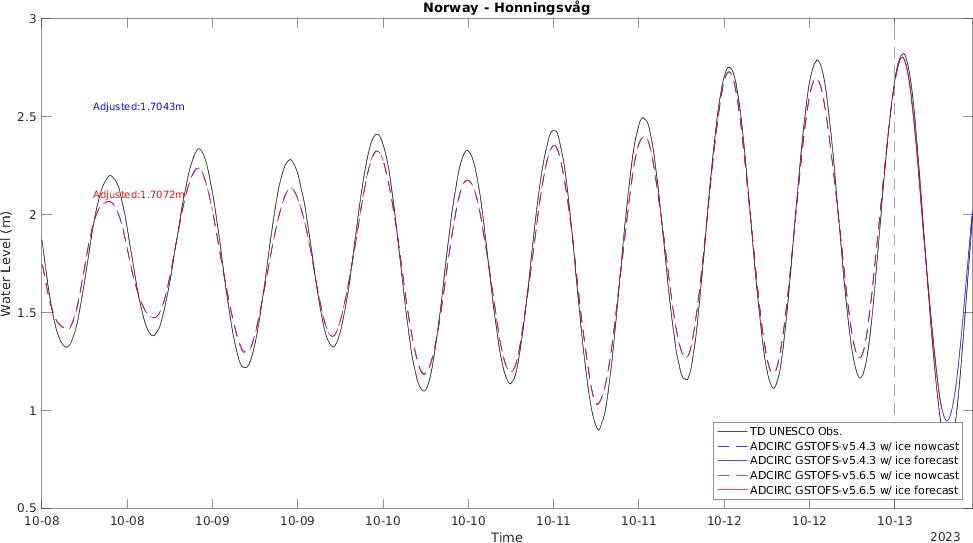 Norway - Honningsvåg
3
2.5
2
1.5
1
0.5
Water Level (m)
Adjusted:1.7043m
Adjusted:1.7072m
TD UNESCO Obs.
ADCIRC GSTOFS-v5.4.3 w/ ice nowcast
ADCIRC GSTOFS-v5.4.3 w/ ice forecast
ADCIRC GSTOFS-v5.6.5 w/ ice nowcast
ADCIRC GSTOFS-v5.6.5 w/ ice forecast
10-08 10-08 10-09 10-09 10-10 10-10 10-11 10-11 10-12 10-12 10-13
Time
2023